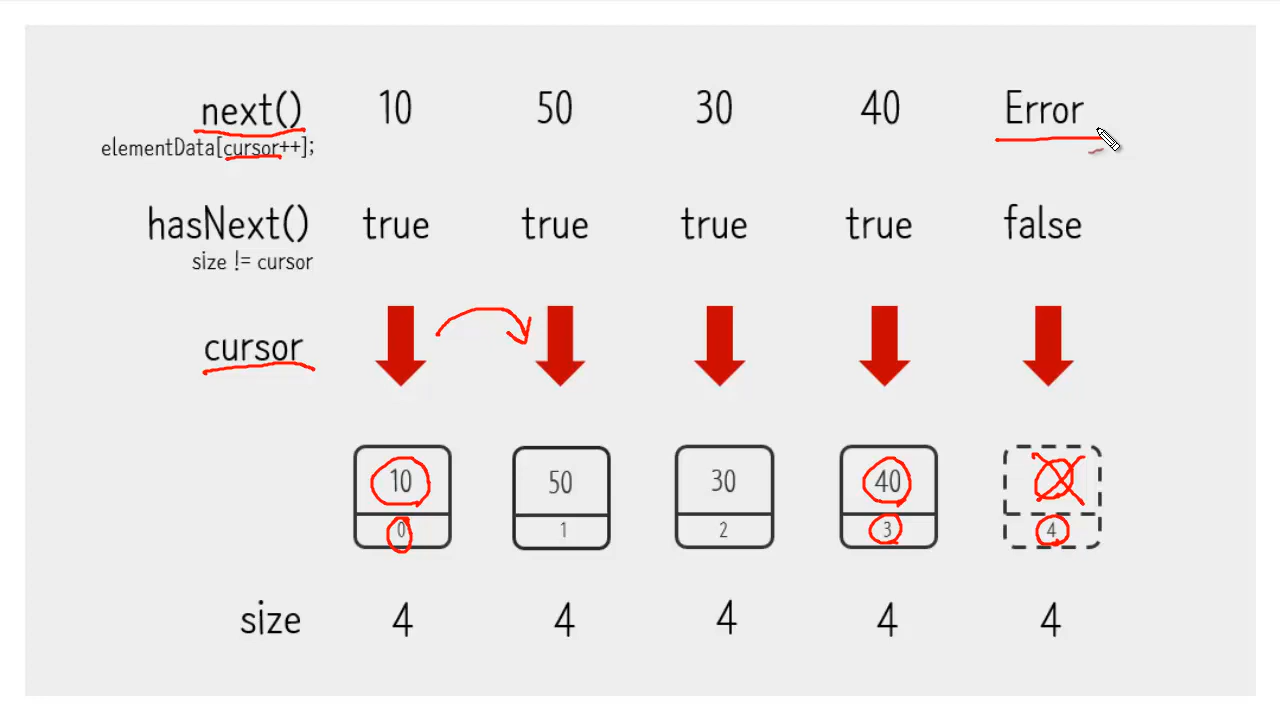 next() 10 50 30 40 Error
elementData[cursor++];
hasNext() true true true true false
size != cursor
cursor
10 50 30 40
0 1 2 3 4
size 4 4 4 4 4